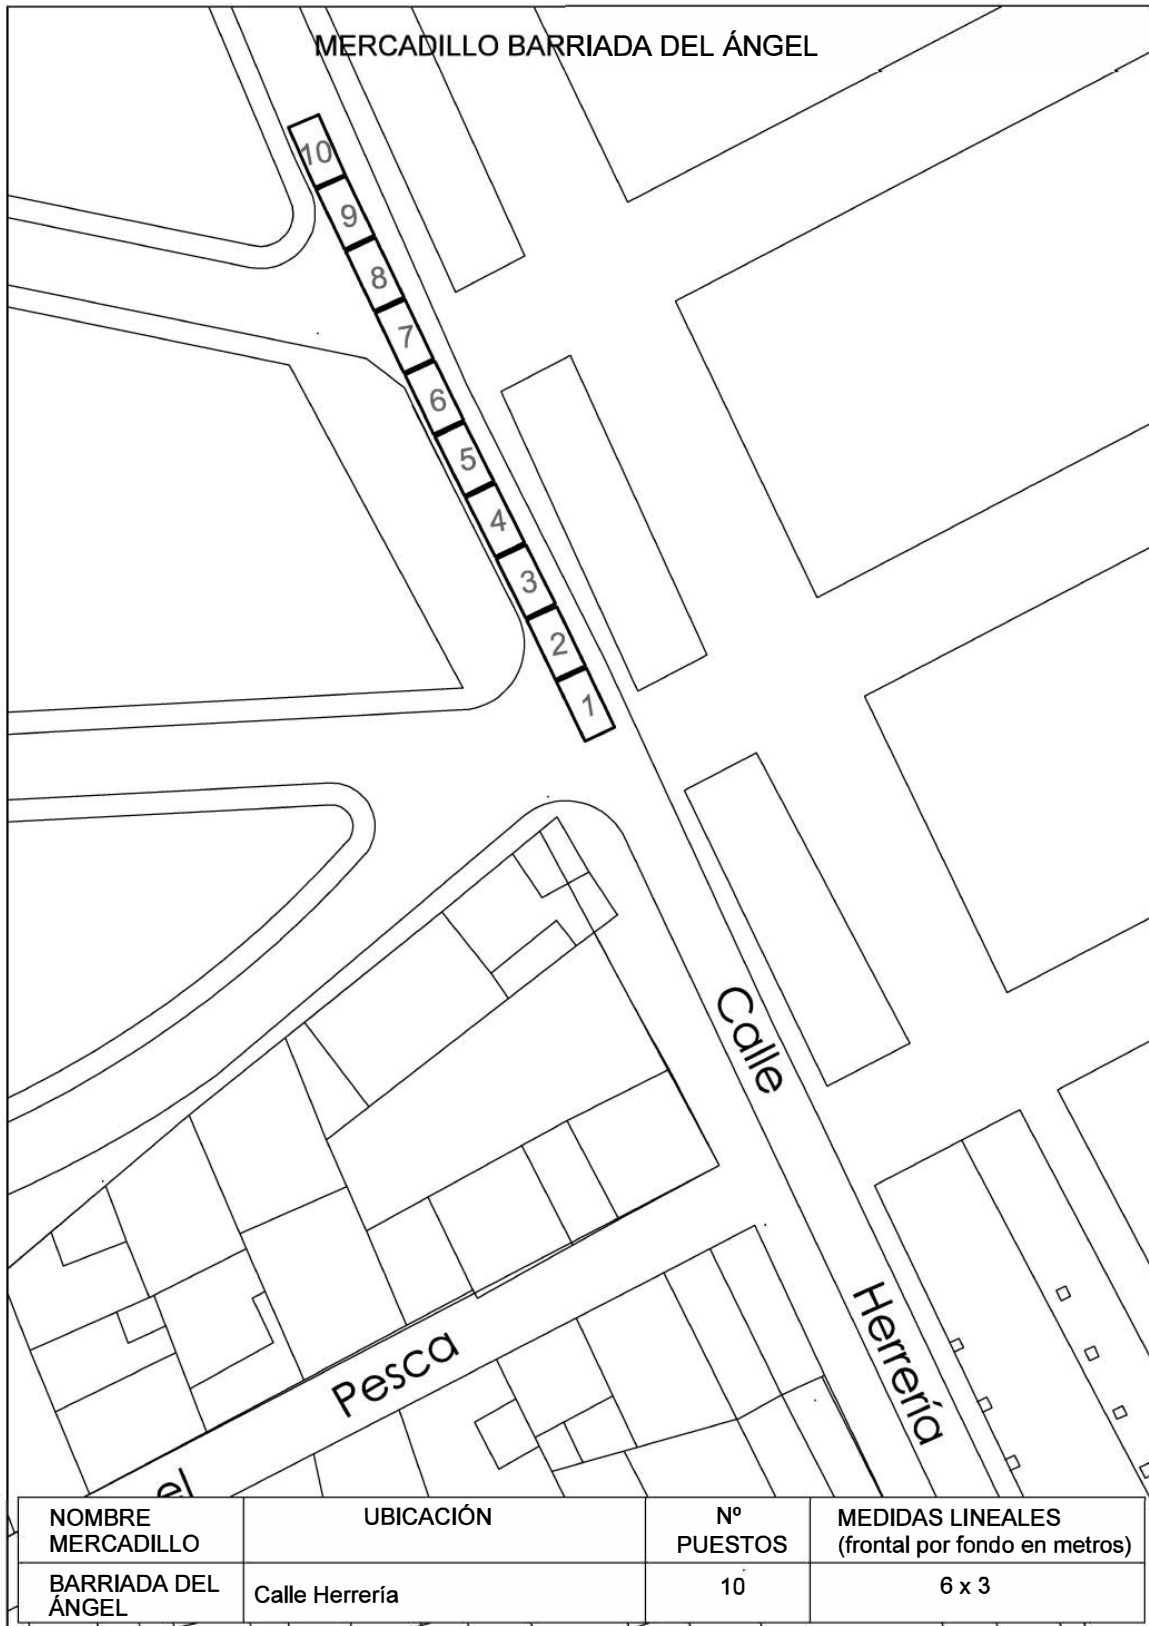 MERCADILLO BARRIADA DEL ÁNGEL
10
9
8
7
6
5
4
3
2
1
Calle
Herrería
Pesca
el
NOMBRE MERCADILLO
UBICACIÓN
Nº PUESTOS
MEDIDAS LINEALES
(frontal por fondo en metros)
BARRIADA DEL ÁNGEL
Calle Herrería
10
6 x 3